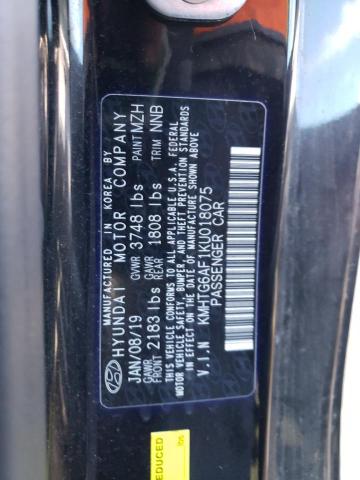 MANUFACTURED IN KOREA BY
HYUNDAI MOTOR COMPANY
JAN/08/19 GVWR 3748 lbs PAINT MZH
GAWR FRONT 2183 lbs GAWR REAR 1808 lbs TRIM NNB
THIS VEHICLE CONFORMS TO ALL APPLICABLE U.S.A. FEDERAL
MOTOR VEHICLE SAFETY, BUMPER, AND THEFT PREVENTION STANDARDS
IN EFFECT ON THE DATE OF MANUFACTURE SHOWN ABOVE.
V.I.N KMHTG6AF1KU018075
PASSENGER CAR
REDUCED